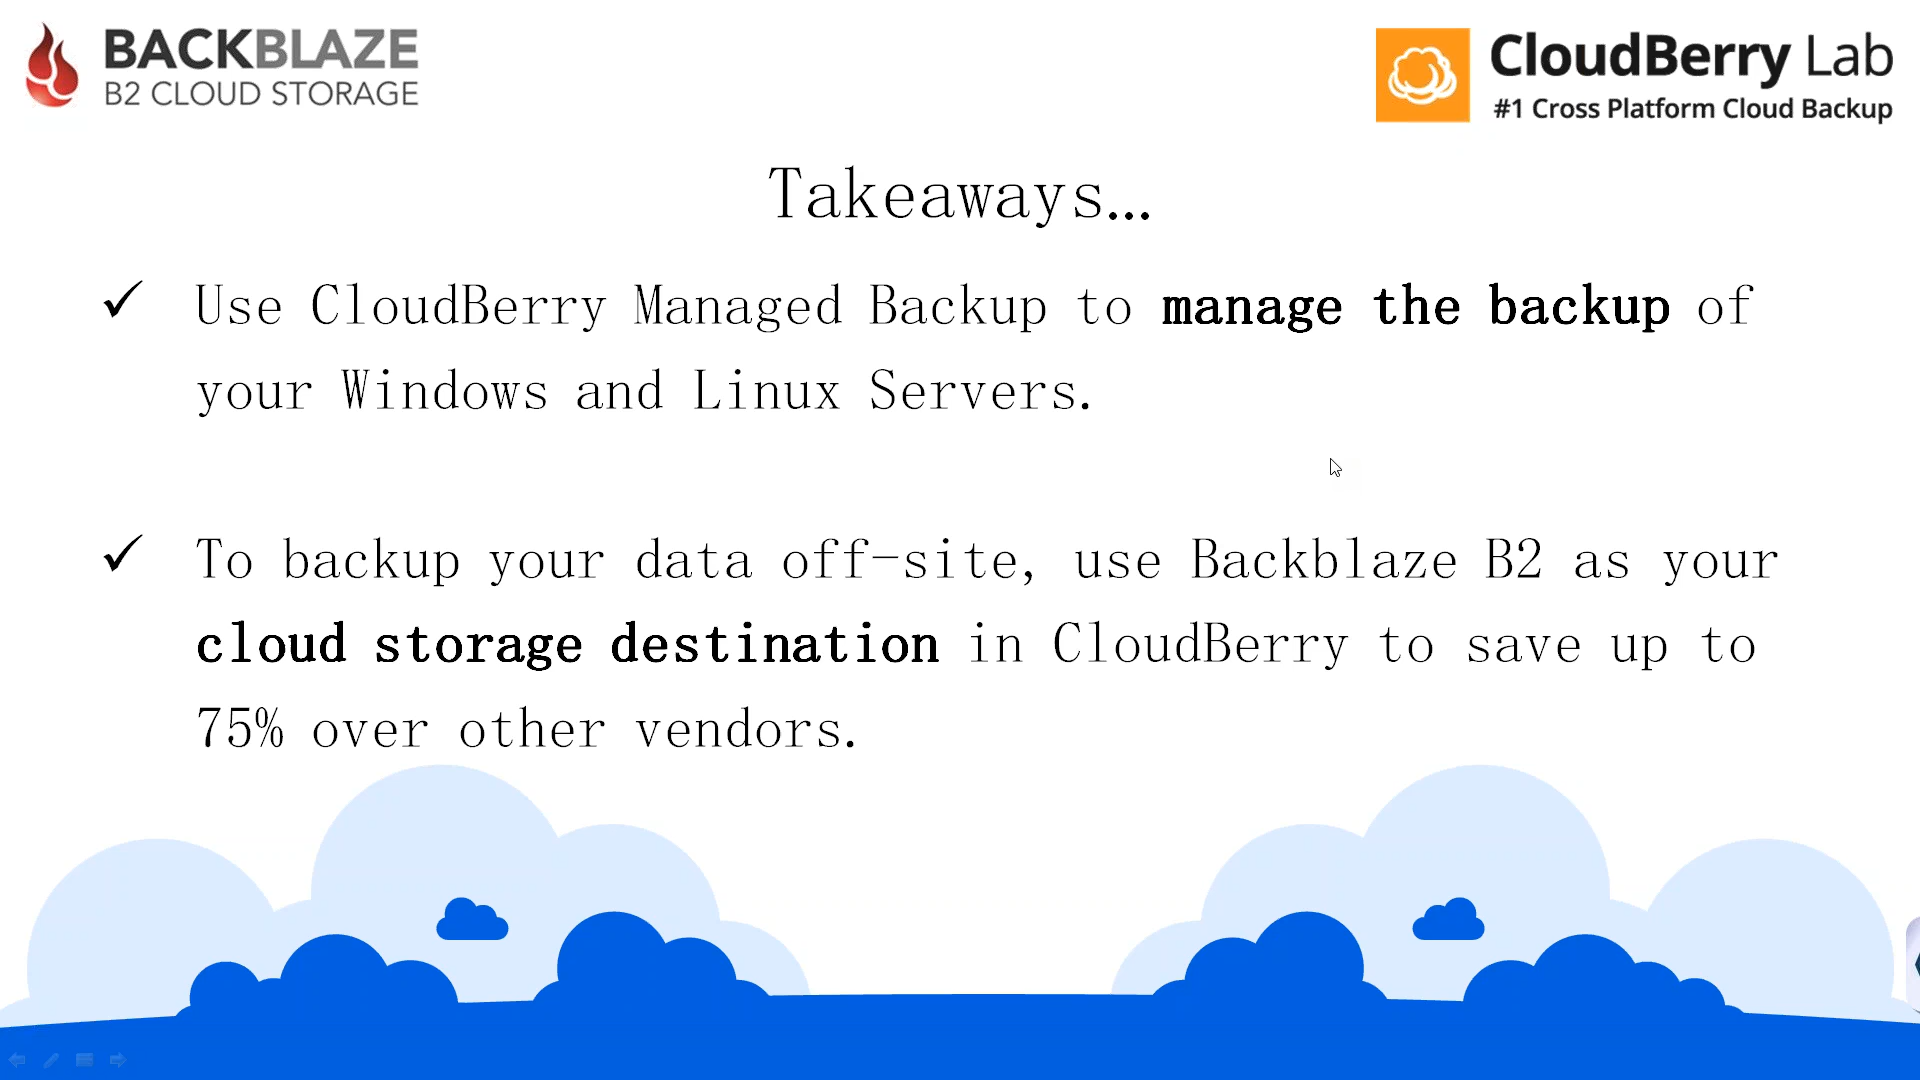 BACKBLAZE
B2 CLOUD STORAGE
CloudBerry Lab
#1 Cross Platform Cloud Backup
Takeaways…
✓ Use CloudBerry Managed Backup to manage the backup of
your Windows and Linux Servers.
✓ To backup your data off-site, use Backblaze B2 as your
cloud storage destination in CloudBerry to save up to
75% over other vendors.